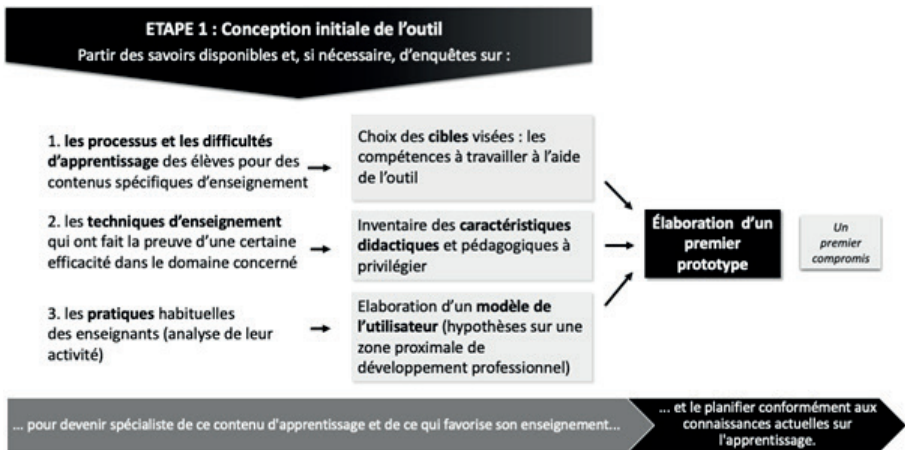 ETAPE 1 : Conception initiale de l'outil
Partir des savoirs disponibles et, si nécessaire, d'enquêtes sur :
1. les processus et les difficultés
d'apprentissage des élèves pour des
contenus spécifiques d'enseignement
Choix des cibles visées : les
compétences à travailler à l'aide
de l'outil
2. les techniques d'enseignement
qui ont fait la preuve d'une certaine
efficacité dans le domaine concerné
Inventaire des caractéristiques
didactiques et pédagogiques à
privilégier
3. les pratiques habituelles
des enseignants (analyse de leur
activité)
Elaboration d'un modèle de
l'utilisateur (hypothèses sur une
zone proximale de
développement professionnel)
Élaboration d'un
premier
prototype
Un
premier
compromis
... pour devenir spécialiste de ce contenu d'apprentissage et de ce qui favorise son enseignement...
... et le planifier conformément aux
connaissances actuelles sur
l'apprentissage.